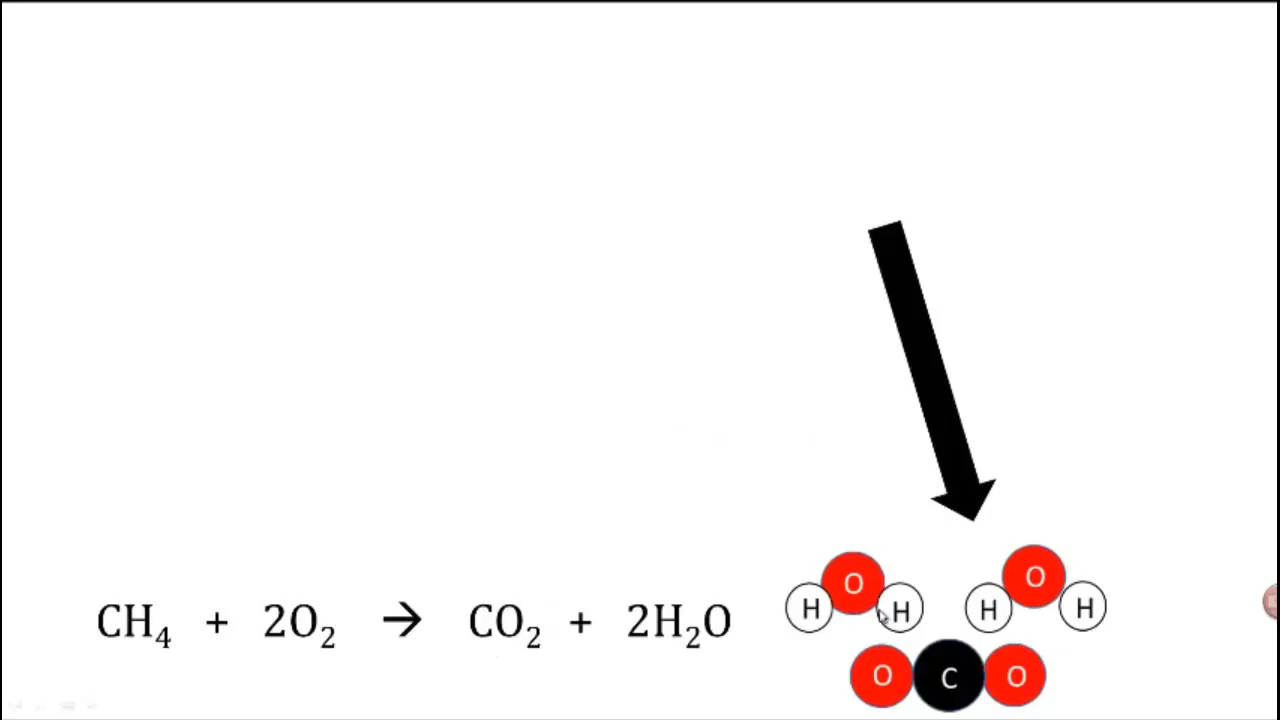 CH₄ + 2O₂ → CO₂ + 2H₂O
O H H
O H H
O C O